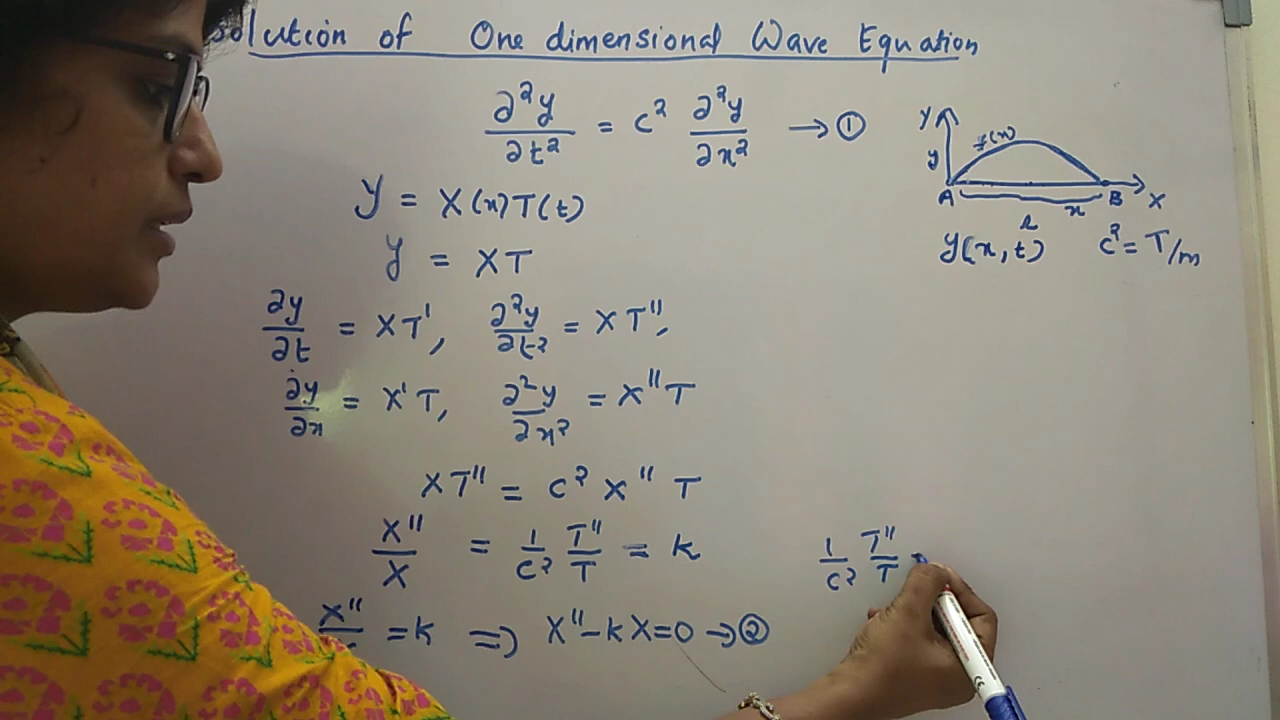 solution of One dimensional Wave Equation
∂²y/∂t² = c² ∂²y/∂x² → ①
y = X(x)T(t)
y = XT
∂y/∂t = XT', ∂²y/∂t² = XT'',
∂y/∂x = X'T, ∂²y/∂x² = X''T
XT'' = c² X'' T
X''/X = 1/c² T''/T = k
X'' = k ⇒ X'' - kX = 0 → ②
Y
y
f(x)
A
B
X
x
l
y(x,t) c² = T/m
1/c² T''/T =